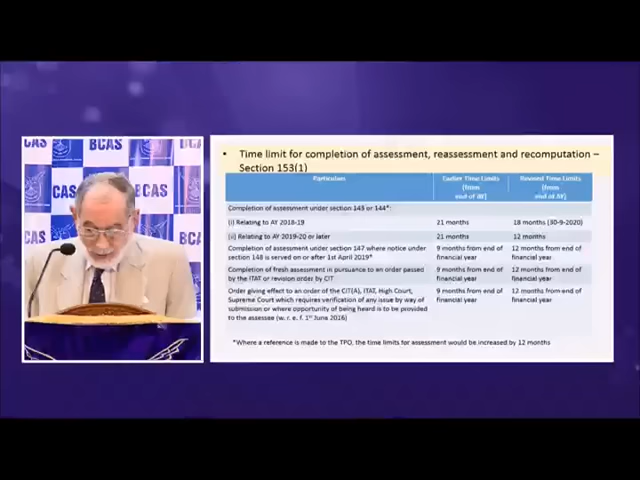 BCAS
CAS
BCAS
CAS
BCAS
• Time limit for completion of assessment, reassessment and recomputation –
Section 153(1)
Particulars
Earlier Time Limits
(from
end of AY)
Revised Time Limits
(from
end of AY)
Completion of assessment under section 143 or 144*:
(i) Relating to AY 2018-19
21 months
18 months (30-9-2020)
(ii) Relating to AY 2019-20 or later
21 months
12 months
Completion of assessment under section 147 where notice under
section 148 is served on or after 1st April 2019*
9 months from end of
financial year
12 months from end of
financial year
Completion of fresh assessment in pursuance to an order passed
by the ITAT or revision order by CIT
9 months from end of
financial year
12 months from end of
financial year
Order giving effect to an order of the CIT(A), ITAT, High Court,
Supreme Court which requires verification of any issue by way of
submission or where opportunity of being heard is to be provided
to the assessee (w. r. e. f. 1st June 2016)
9 months from end of
financial year
12 months from end of
financial year
*Where a reference is made to the TPO, the time limits for assessment would be increased by 12 months